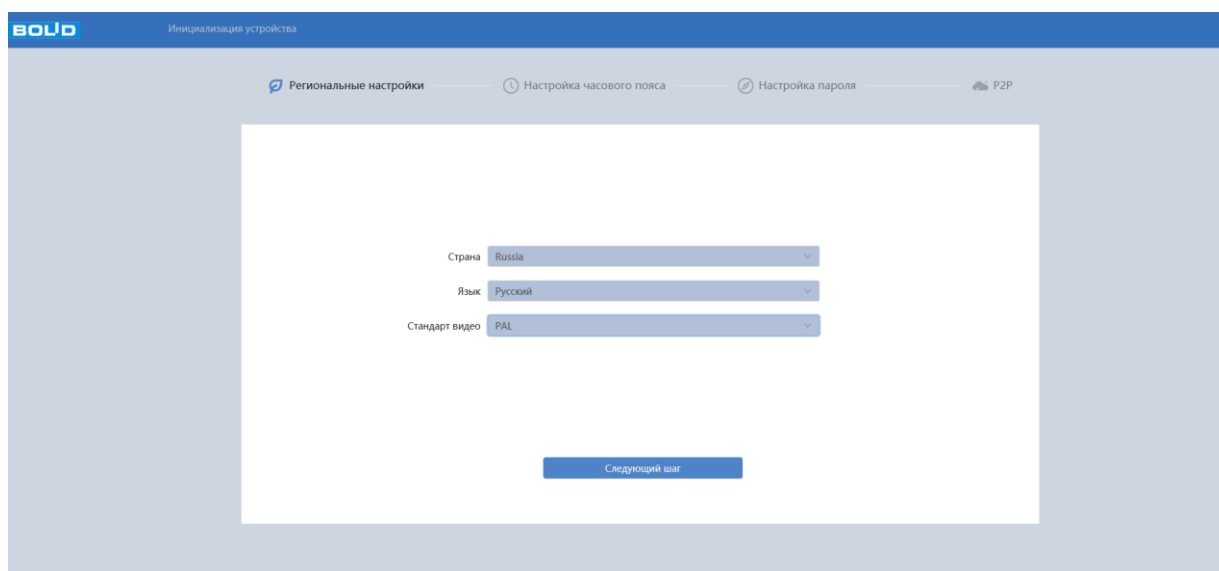 BOLID
Инициализация устройства
Региональные настройки
Настройка часового пояса
Настройка пароля
P2P
Страна Russia
Язык Русский
Стандарт видео PAL
Следующий шаг